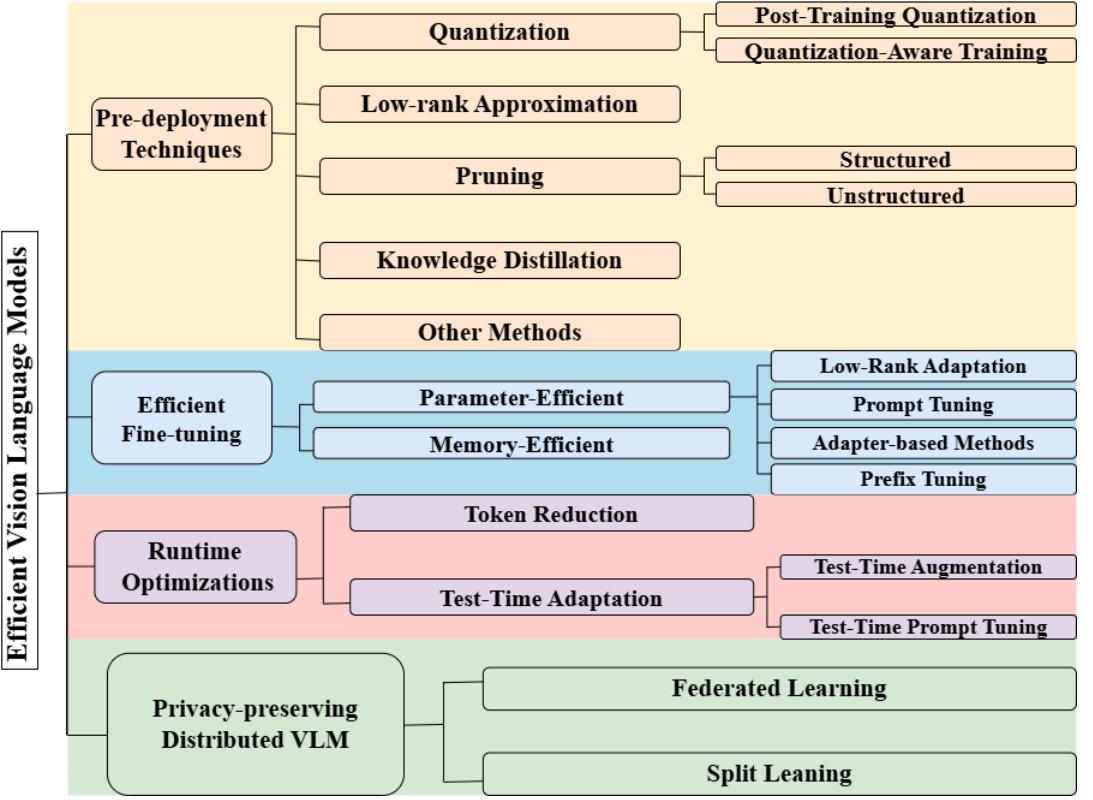 Efficient Vision Language Models
Pre-deployment
Techniques
Quantization
Post-Training Quantization
Quantization-Aware Training
Low-rank Approximation
Pruning
Structured
Unstructured
Knowledge Distillation
Other Methods
Efficient
Fine-tuning
Parameter-Efficient
Low-Rank Adaptation
Prompt Tuning
Adapter-based Methods
Prefix Tuning
Memory-Efficient
Runtime
Optimizations
Token Reduction
Test-Time Adaptation
Test-Time Augmentation
Test-Time Prompt Tuning
Privacy-preserving
Distributed VLM
Federated Learning
Split Leaning